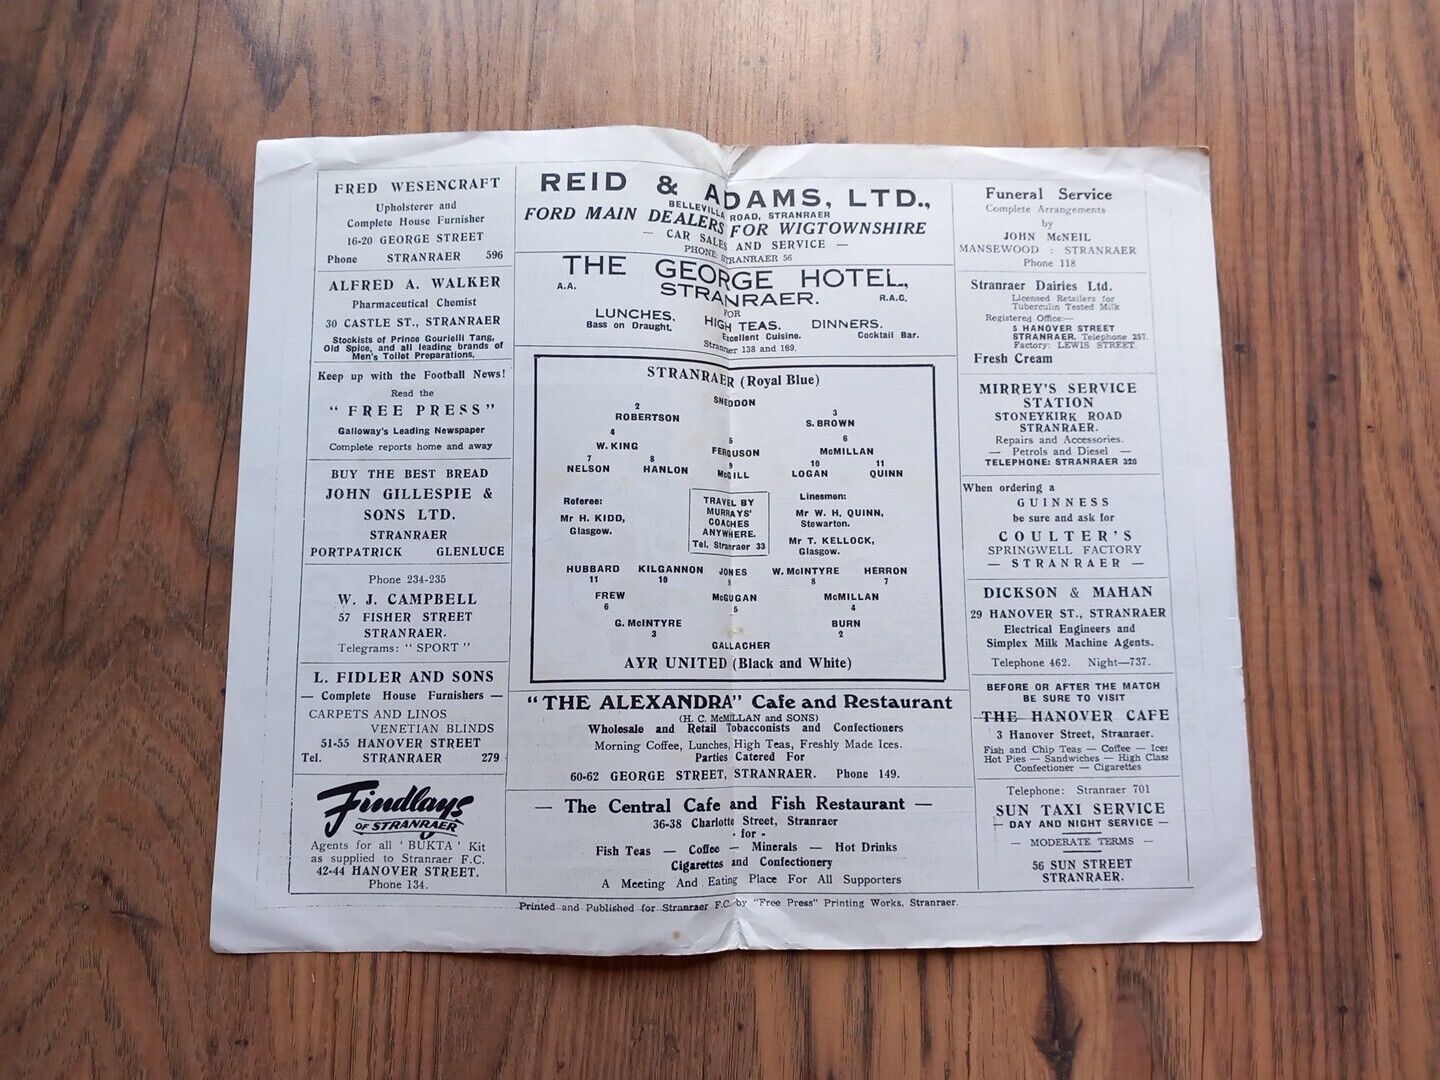 FRED WESENCRAFT
Upholsterer and
Complete House Furnisher
16-20 GEORGE STREET
Phone STRANRAER 596
ALFRED A. WALKER
Pharmaceutical Chemist
30 CASTLE ST., STRANRAER
Stockists of Prince Gourielli Tang,
Old Spice, and all leading brands of
Men's Toilet Preparations.
Keep up with the Football News!
Read the
"FREE PRESS"
Galloway's Leading Newspaper
Complete reports home and away
BUY THE BEST BREAD
JOHN GILLESPIE &
SONS LTD.
STRANRAER
PORTPATRICK GLENLUCE
Phone 234-235
W. J. CAMPBELL
57 FISHER STREET
STRANRAER.
Telegrams: "SPORT"
L. FIDLER AND SONS
— Complete House Furnishers —
CARPETS AND LINOS
VENETIAN BLINDS
51-55 HANOVER STREET
Tel. STRANRAER 279
Findlays
OF STRANRAER
Agents for all 'BUKTA' Kit
as supplied to Stranraer F.C.
42-44 HANOVER STREET.
Phone 134.
REID & ADAMS, LTD.,
BELLEVILLA ROAD, STRANRAER
FORD MAIN DEALERS FOR WIGTOWNSHIRE
— CAR SALES AND SERVICE —
PHONE: STRANRAER 56
THE GEORGE HOTEL,
A.A. STRANRAER. R.A.C.
FOR
LUNCHES. HIGH TEAS. DINNERS.
Bass on Draught. Excellent Cuisine. Cocktail Bar.
Stranraer 138 and 169.
STRANRAER (Royal Blue)
SNEDDON
2 3
ROBERTSON S. BROWN
4 5 6
W. KING FERGUSON McMILLAN
7 8 9 10 11
NELSON HANLON McGILL LOGAN QUINN
Referee:
Mr H. KIDD,
Glasgow.
TRAVEL BY
MURRAYS'
COACHES
ANYWHERE.
Tel. Stranraer 33
Linesmen:
Mr W. H. QUINN,
Stewarton.
Mr T. KELLOCK,
Glasgow.
HUBBARD KILGANNON JONES W. McINTYRE HERRON
11 10 9 8 7
FREW McGUGAN McMILLAN
6 5 4
G. McINTYRE BURN
3 2
GALLACHER
AYR UNITED (Black and White)
"THE ALEXANDRA" Cafe and Restaurant
(H. C. McMILLAN and SONS)
Wholesale and Retail Tobacconists and Confectioners
Morning Coffee, Lunches, High Teas, Freshly Made Ices.
Parties Catered For
60-62 GEORGE STREET, STRANRAER. Phone 149.
— The Central Cafe and Fish Restaurant —
36-38 Charlotte Street, Stranraer
- for -
Fish Teas — Coffee — Minerals — Hot Drinks
Cigarettes and Confectionery
A Meeting And Eating Place For All Supporters
Funeral Service
Complete Arrangements
by
JOHN McNEIL
MANSEWOOD : STRANRAER
Phone 118
Stranraer Dairies Ltd.
Licensed Retailers for
Tuberculin Tested Milk
Registered Office:—
5 HANOVER STREET
STRANRAER. Telephone 257.
Factory: LEWIS STREET.
Fresh Cream
MIRREY'S SERVICE
STATION
STONEYKIRK ROAD
STRANRAER.
Repairs and Accessories.
— Petrols and Diesel —
TELEPHONE: STRANRAER 320
When ordering a
GUINNESS
be sure and ask for
COULTER'S
SPRINGWELL FACTORY
— STRANRAER —
DICKSON & MAHAN
29 HANOVER ST., STRANRAER
Electrical Engineers and
Simplex Milk Machine Agents.
Telephone 462. Night—737.
BEFORE OR AFTER THE MATCH
BE SURE TO VISIT
THE HANOVER CAFE
3 Hanover Street, Stranraer.
Fish and Chip Teas — Coffee — Ices
Hot Pies — Sandwiches — High Class
Confectioner — Cigarettes
Telephone: Stranraer 701
SUN TAXI SERVICE
— DAY AND NIGHT SERVICE —
— MODERATE TERMS —
56 SUN STREET
STRANRAER.
Printed and Published for Stranraer F.C. by "Free Press" Printing Works, Stranraer.